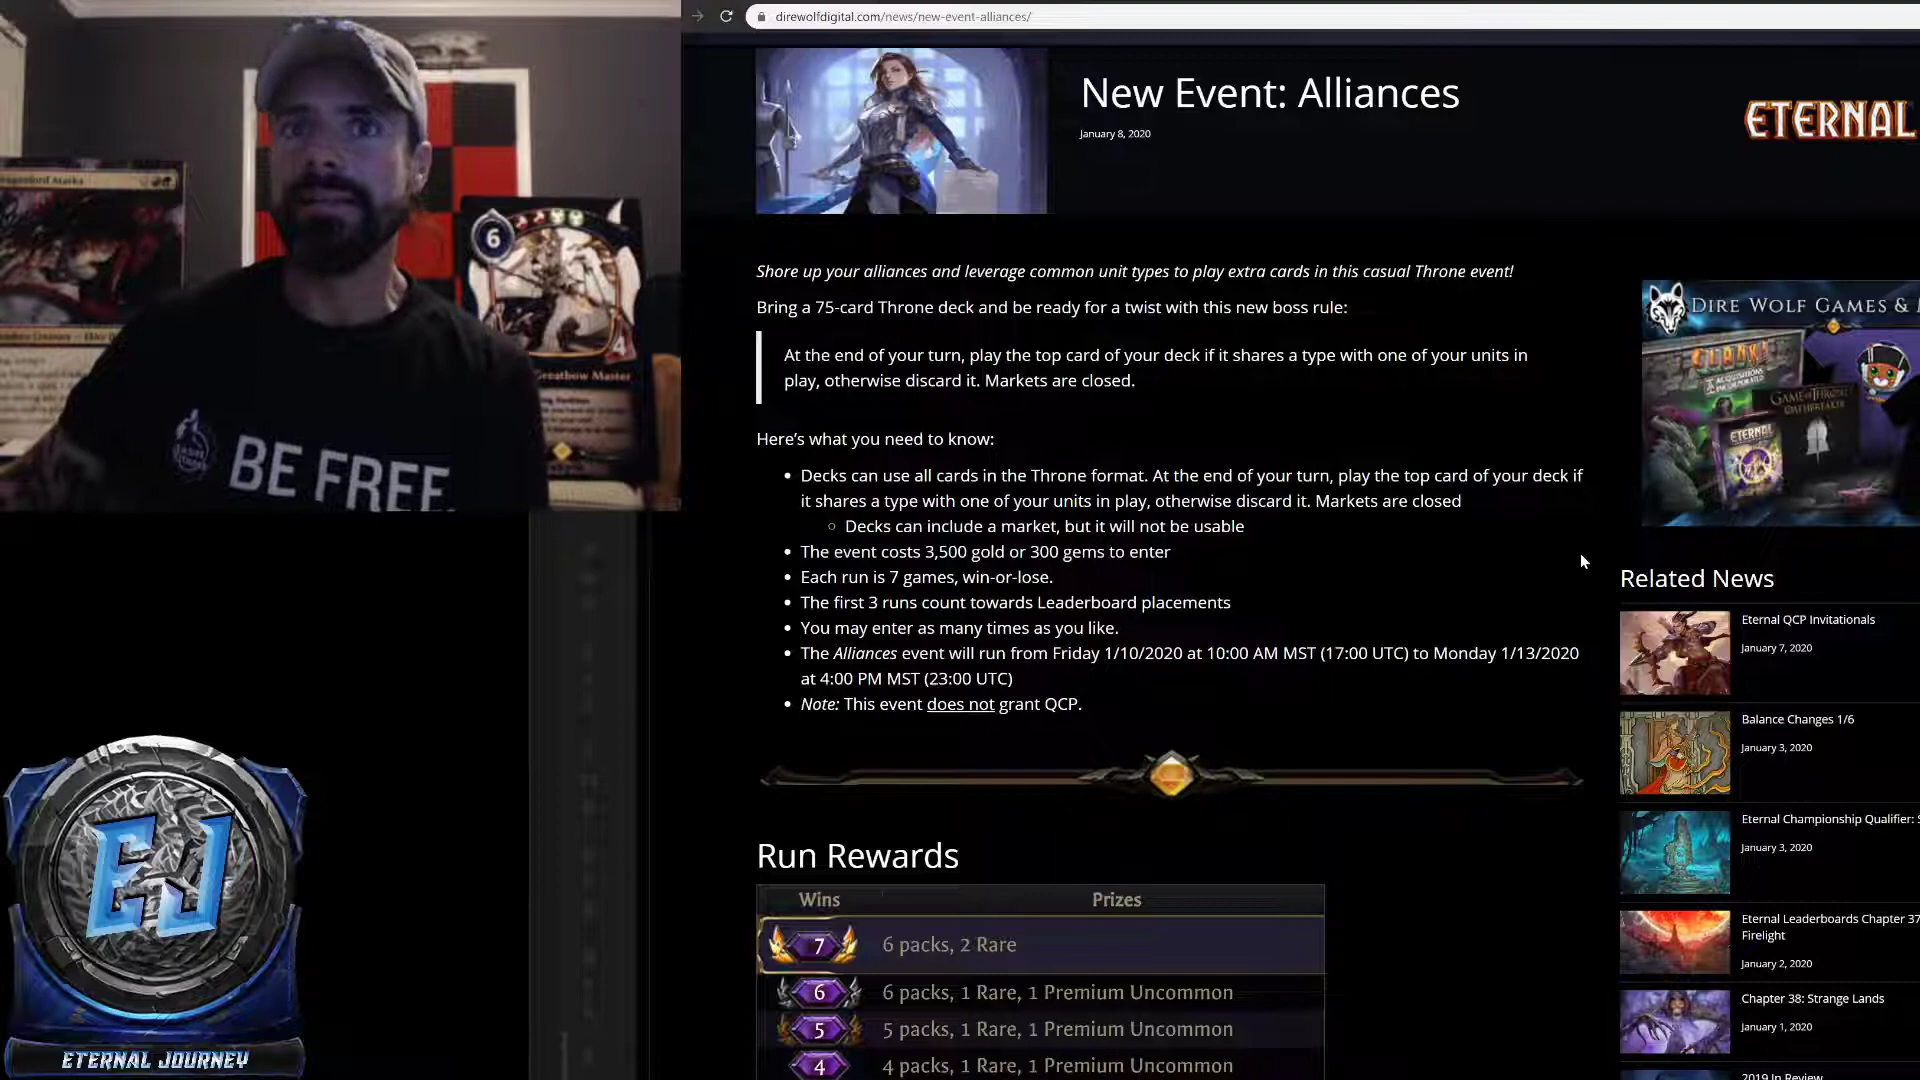 direwolfdigital.com/news/new-event-alliances/
New Event: Alliances
January 8, 2020
ETERNAL
6
4
Greatbow Master
BE FREE.
Shore up your alliances and leverage common unit types to play extra cards in this casual Throne event!
Bring a 75-card Throne deck and be ready for a twist with this new boss rule:
At the end of your turn, play the top card of your deck if it shares a type with one of your units in
play, otherwise discard it. Markets are closed.
Here's what you need to know:
Decks can use all cards in the Throne format. At the end of your turn, play the top card of your deck if
it shares a type with one of your units in play, otherwise discard it. Markets are closed
Decks can include a market, but it will not be usable
The event costs 3,500 gold or 300 gems to enter
Each run is 7 games, win-or-lose.
The first 3 runs count towards Leaderboard placements
You may enter as many times as you like.
The Alliances event will run from Friday 1/10/2020 at 10:00 AM MST (17:00 UTC) to Monday 1/13/2020
at 4:00 PM MST (23:00 UTC)
Note: This event does not grant QCP.
Run Rewards
Wins Prizes
7 6 packs, 2 Rare
6 6 packs, 1 Rare, 1 Premium Uncommon
5 5 packs, 1 Rare, 1 Premium Uncommon
4 4 packs, 1 Rare, 1 Premium Uncommon
DIRE WOLF GAMES &
CLANK!
ACQUISITIONS
INCORPORATED
GAME OF THRONES
OATHBREAKER
ETERNAL
Related News
Eternal QCP Invitationals
January 7, 2020
Balance Changes 1/6
January 3, 2020
Eternal Championship Qualifier: S
January 3, 2020
Eternal Leaderboards Chapter 37
Firelight
January 2, 2020
Chapter 38: Strange Lands
January 1, 2020
2019 In Review
EJ
ETERNAL JOURNEY